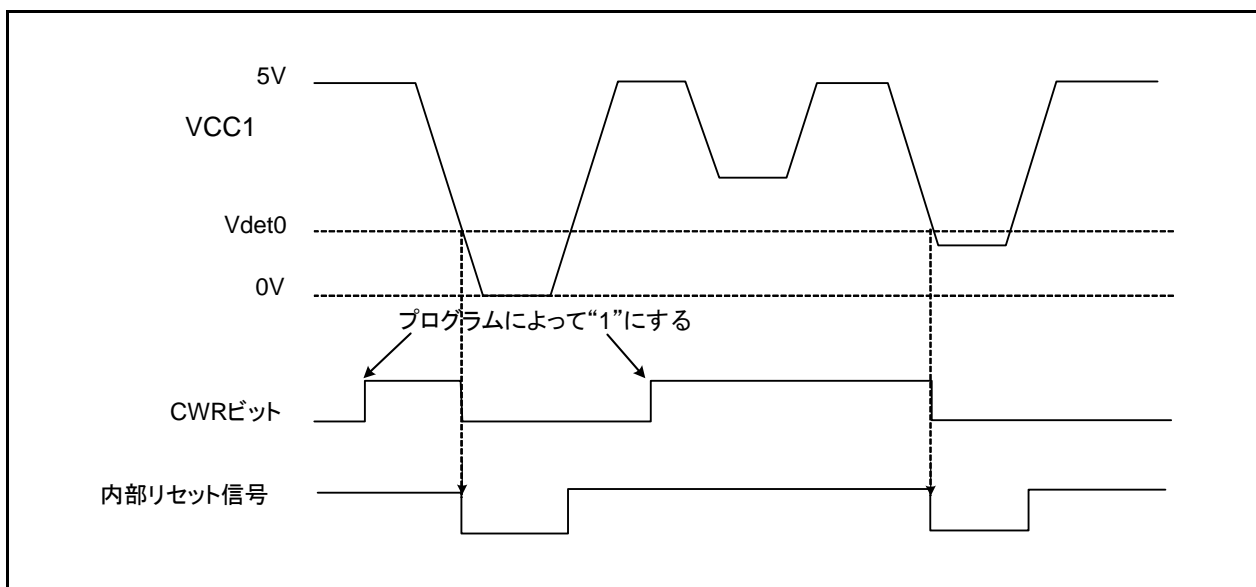 5V
VCC1
Vdet0
0V
プログラムによって“1”にする
CWRビット
内部リセット信号